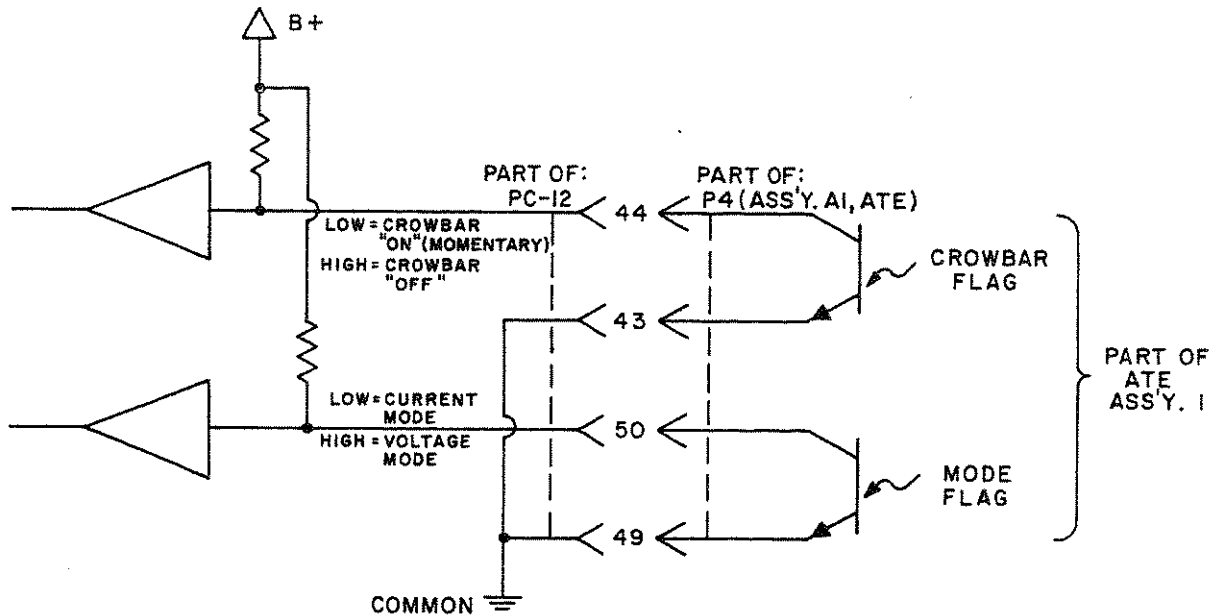 B+
PART OF:
PC-12
PART OF:
P4 (ASS'Y. A1, ATE)
44
LOW = CROWBAR
"ON" (MOMENTARY)
HIGH = CROWBAR
"OFF"
CROWBAR
FLAG
43
PART OF
ATE
ASS'Y. 1
LOW = CURRENT
MODE
HIGH = VOLTAGE
MODE
50
MODE
FLAG
49
COMMON